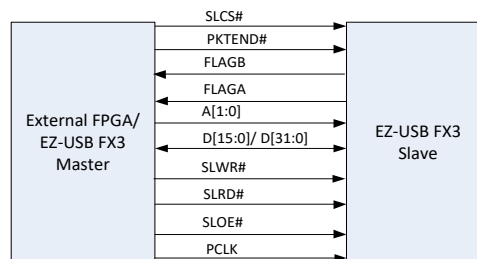 SLCS#
PKTEND#
FLAGB
FLAGA
A[1:0]
D[15:0]/ D[31:0]
SLWR#
SLRD#
SLOE#
PCLK
External FPGA/
EZ-USB FX3
Master
EZ-USB FX3
Slave